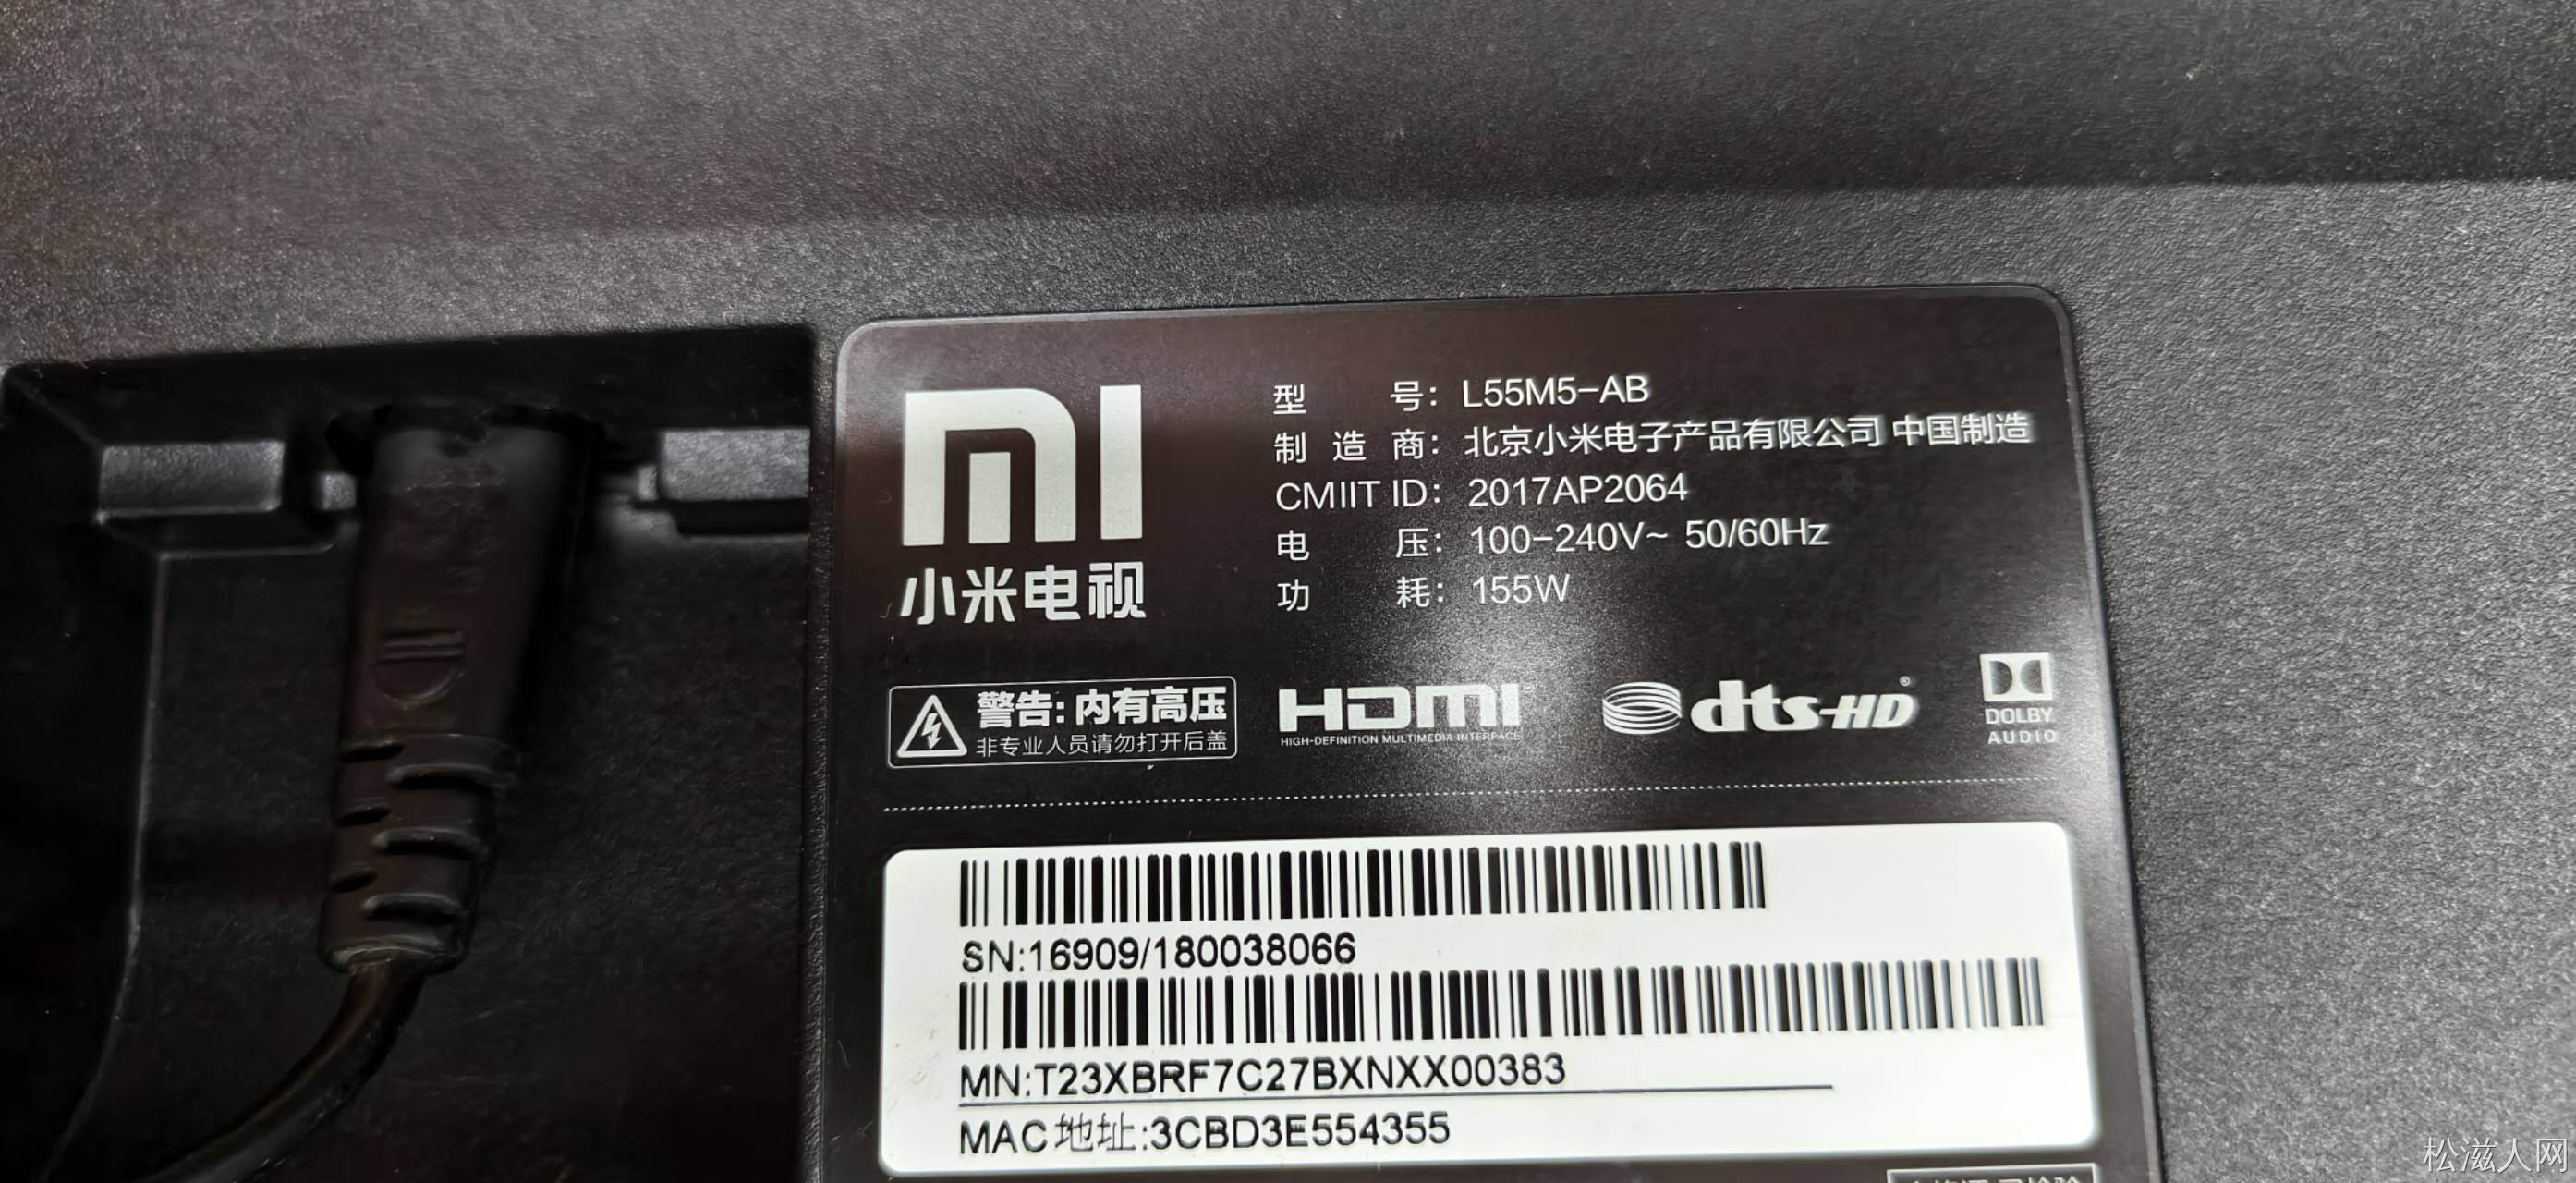 mi
小米电视
型 号：L55M5-AB
制 造 商：北京小米电子产品有限公司 中国制造
CMIIT ID：2017AP2064
电 压：100-240V~ 50/60Hz
功 耗：155W
警告：内有高压
非专业人员请勿打开后盖
HDMI
HIGH-DEFINITION MULTIMEDIA INTERFACE
dts-HD®
DOLBY
AUDIO
SN:16909/180038066
MN:T23XBRF7C27BXNXX00383
MAC地址:3CBD3E554355
松滋人网